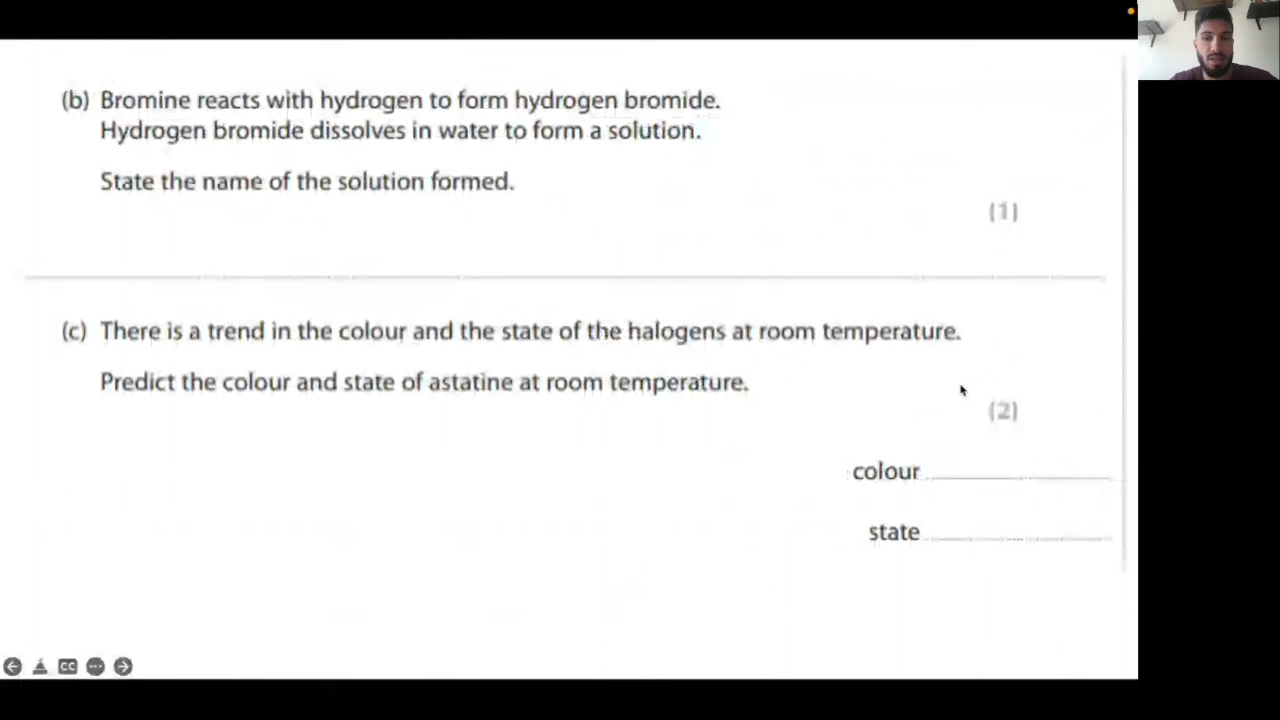 (b) Bromine reacts with hydrogen to form hydrogen bromide.
Hydrogen bromide dissolves in water to form a solution.
State the name of the solution formed.
(1)
(c) There is a trend in the colour and the state of the halogens at room temperature.
Predict the colour and state of astatine at room temperature.
(2)
colour
state
CC